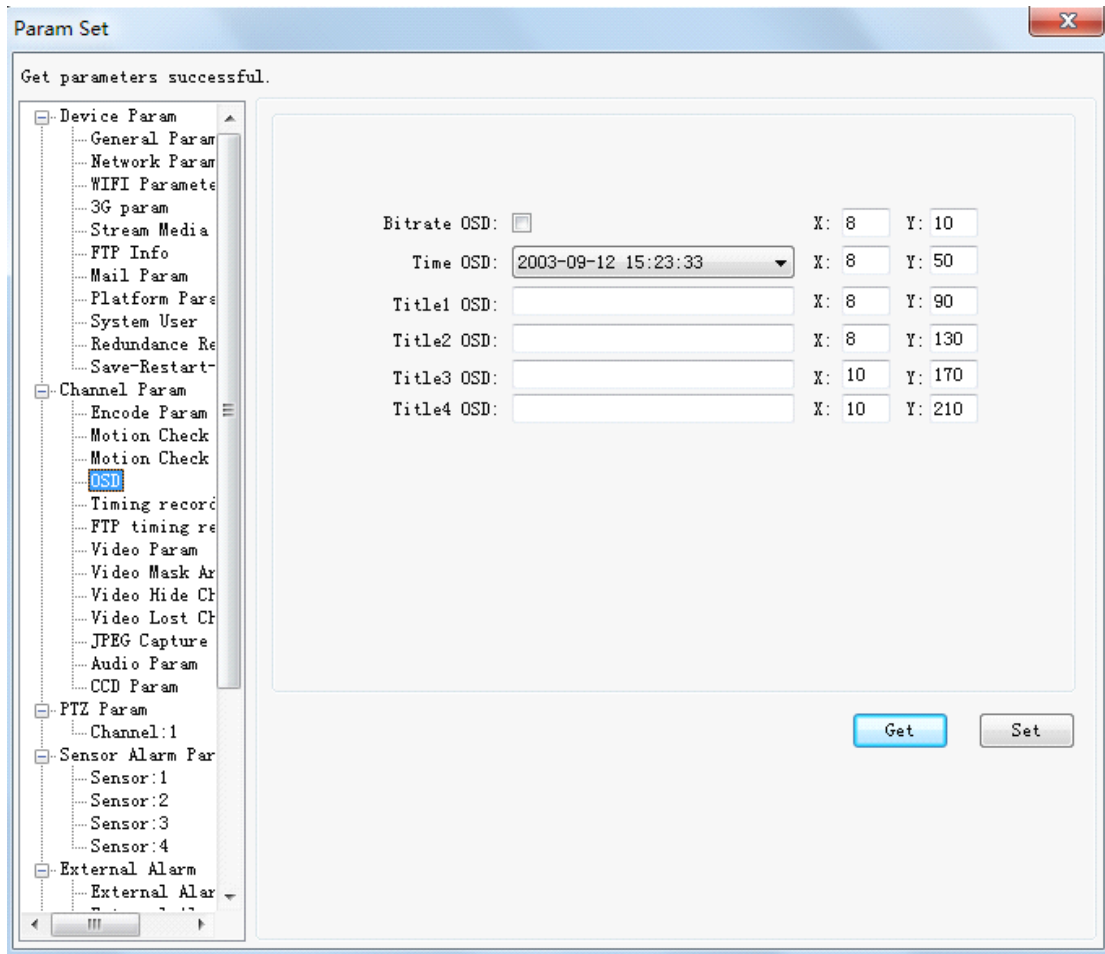 Param Set
Get parameters successful.
Device Param
General Param
Network Param
WIFI Paramete
3G param
Stream Media
FTP Info
Mail Param
Platform Para
System User
Redundance Re
Save-Restart-
Channel Param
Encode Param
Motion Check
Motion Check
OSD
Timing record
FTP timing re
Video Param
Video Mask Ar
Video Hide Ch
Video Lost Ch
JPEG Capture
Audio Param
CCD Param
PTZ Param
Channel:1
Sensor Alarm Par
Sensor:1
Sensor:2
Sensor:3
Sensor:4
External Alarm
External Alar
Bitrate OSD: X: 8 Y: 10
Time OSD: 2003-09-12 15:23:33 X: 8 Y: 50
Title1 OSD: X: 8 Y: 90
Title2 OSD: X: 8 Y: 130
Title3 OSD: X: 10 Y: 170
Title4 OSD: X: 10 Y: 210
Get Set